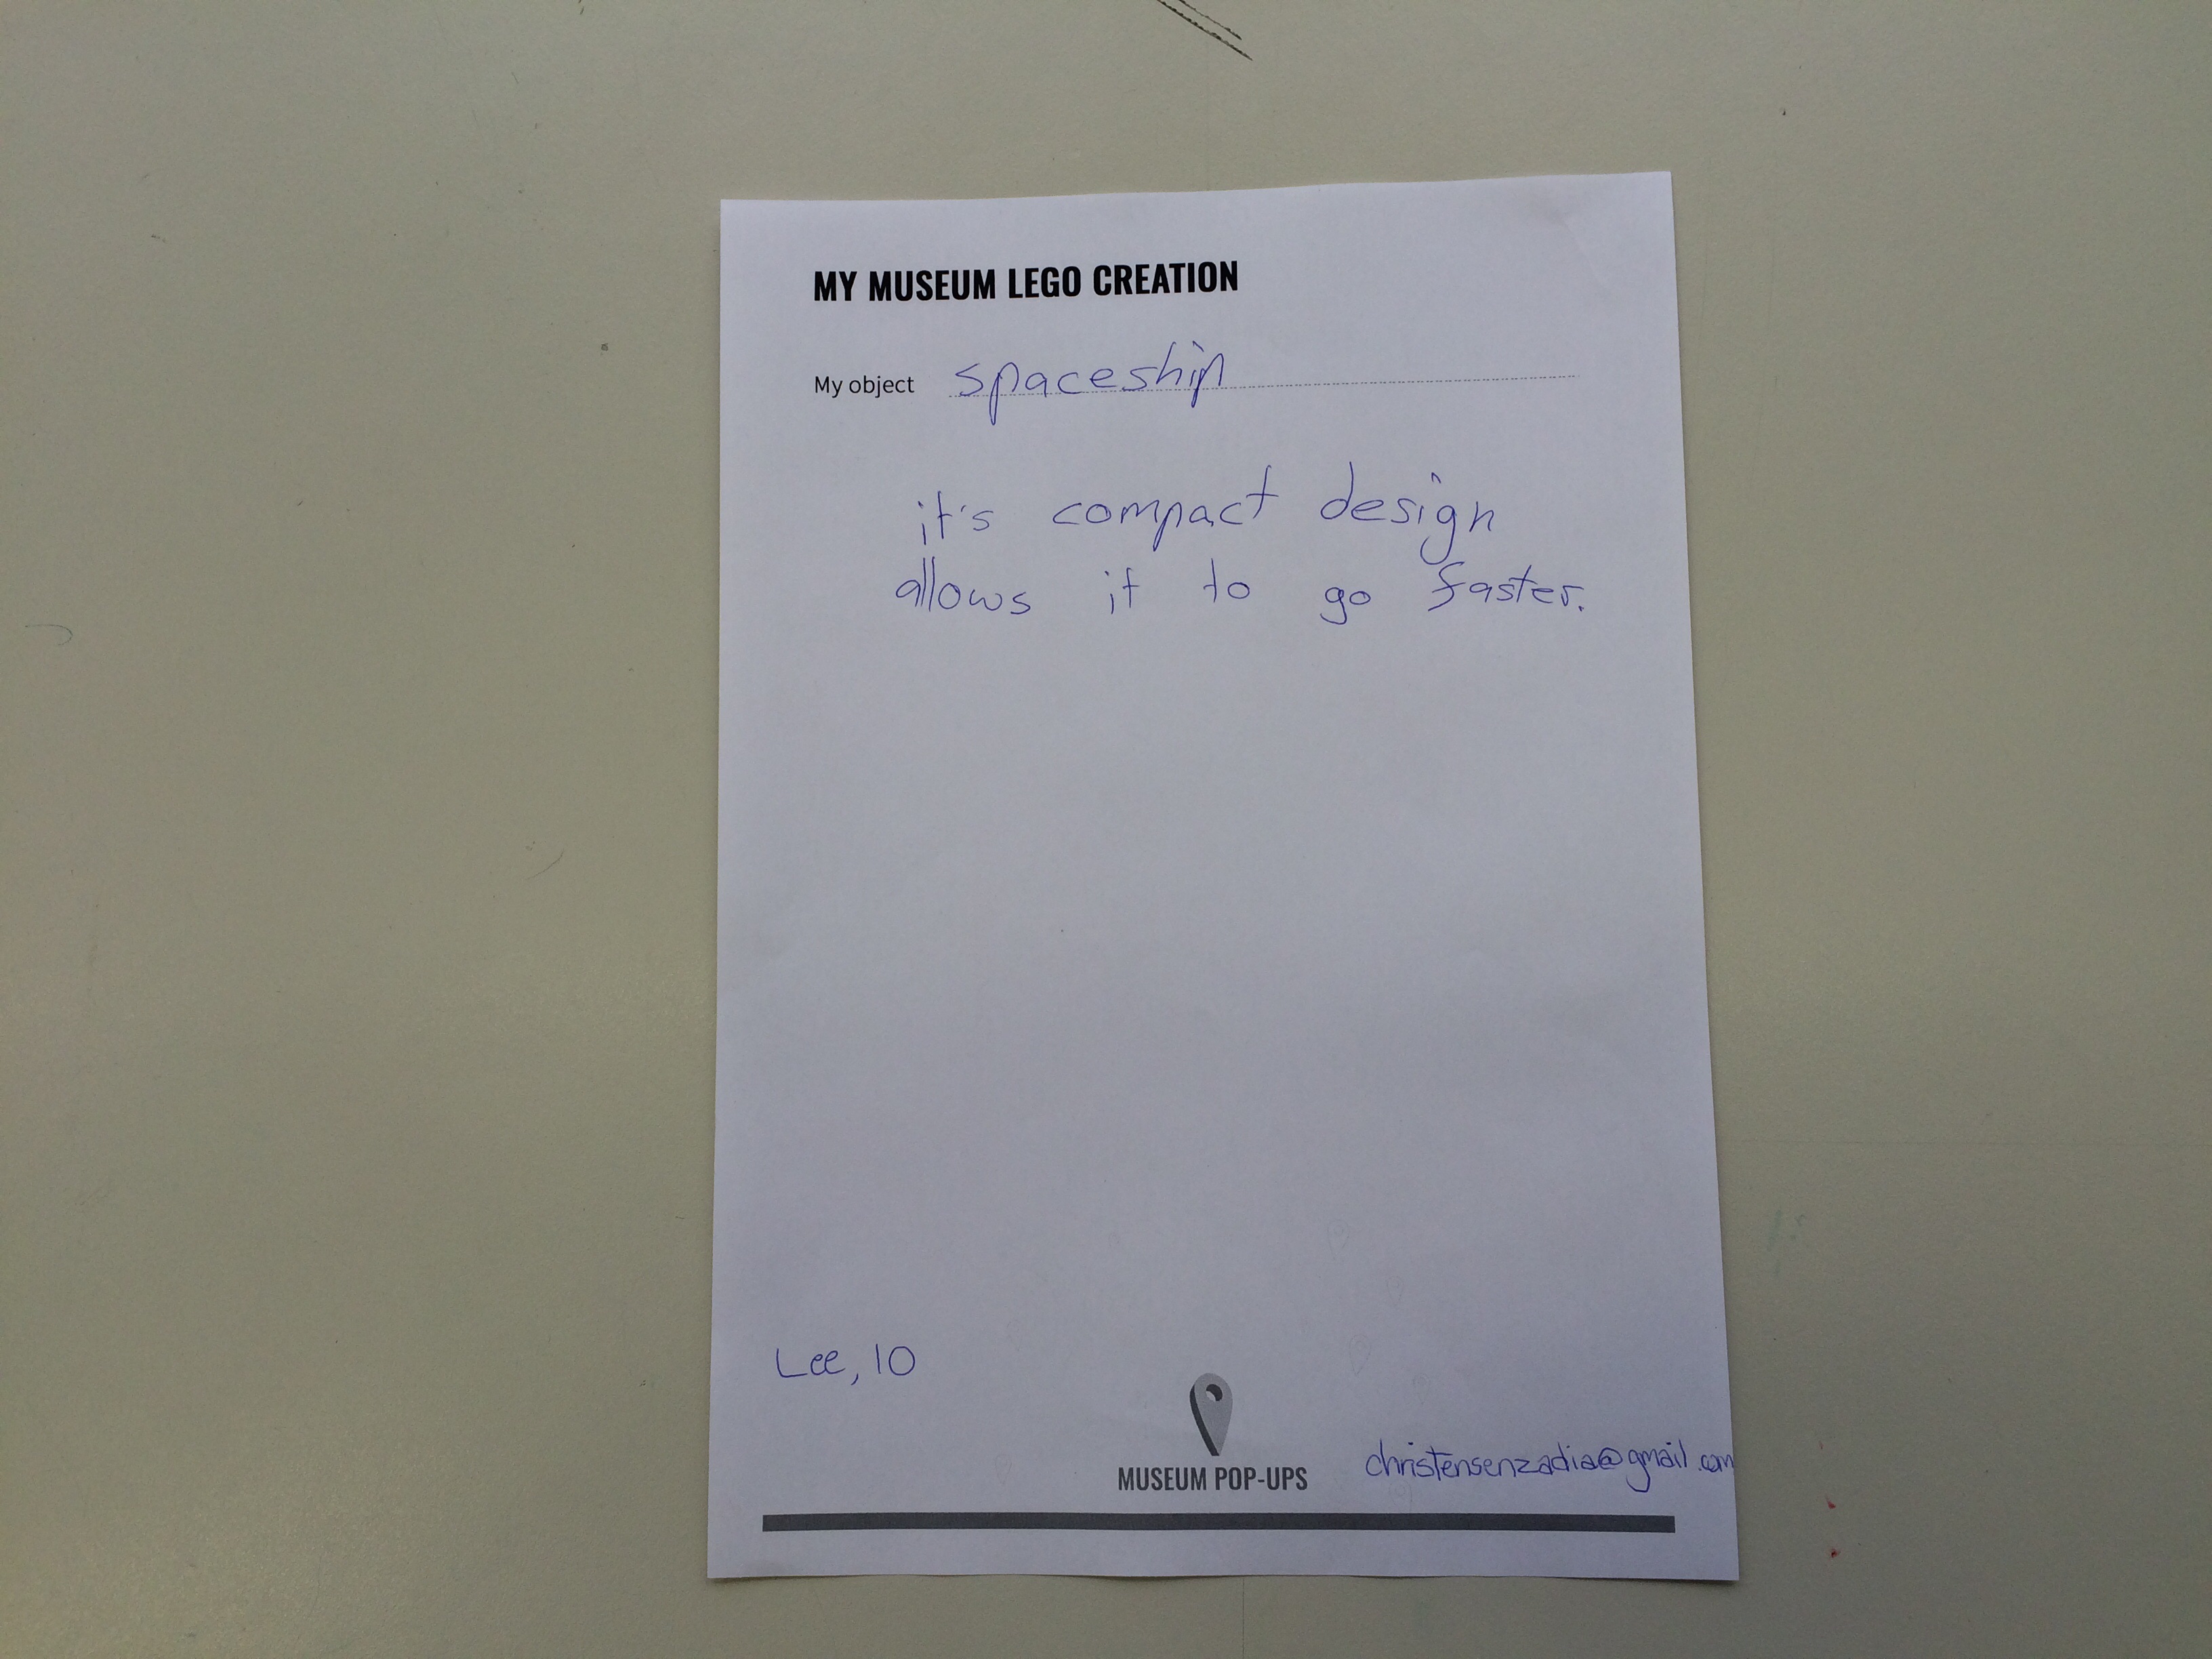 MY MUSEUM LEGO CREATION
My object spaceship
it's compact design
allows it to go faster.
Lee, 10
MUSEUM POP-UPS
christensenzadia@gmail.com